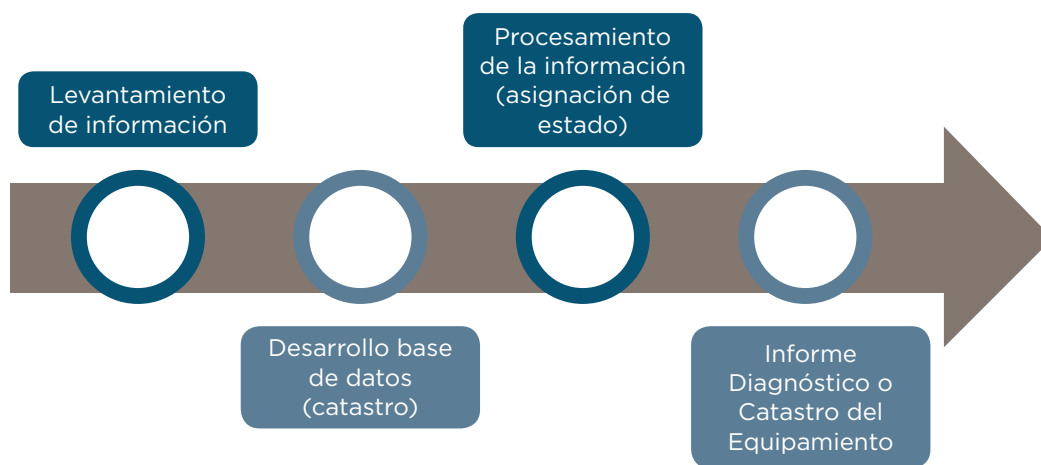 Levantamiento
de información
Desarrollo base
de datos
(catastro)
Procesamiento
de la información
(asignación de
estado)
Informe
Diagnóstico o
Catastro del
Equipamiento